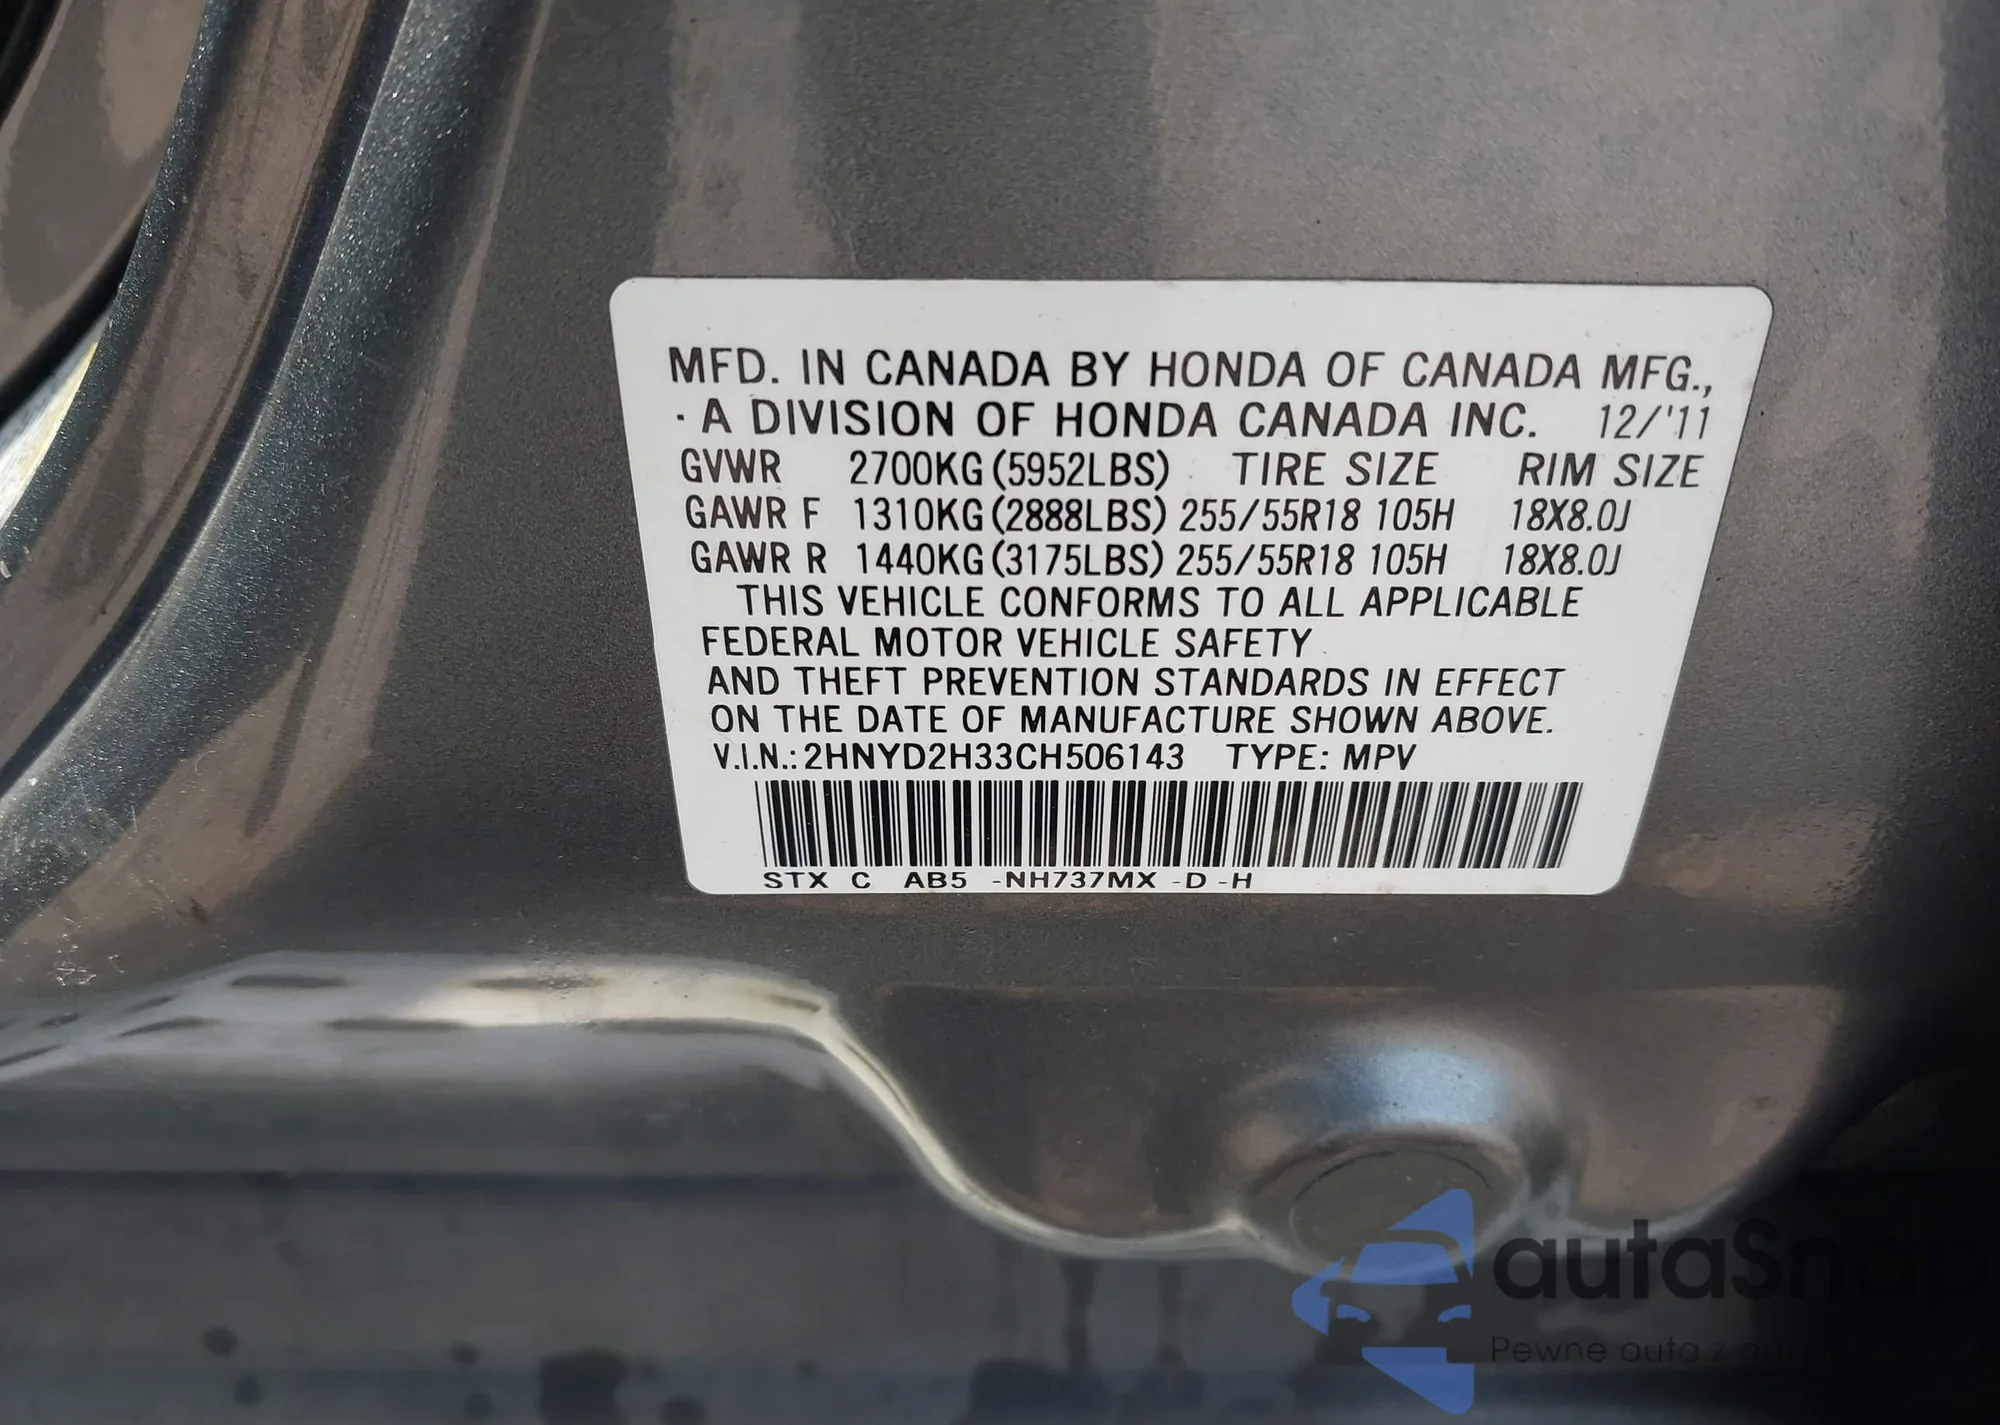 MFD. IN CANADA BY HONDA OF CANADA MFG.,
· A DIVISION OF HONDA CANADA INC. 12/'11
GVWR 2700KG (5952LBS) TIRE SIZE RIM SIZE
GAWR F 1310KG (2888LBS) 255/55R18 105H 18X8.0J
GAWR R 1440KG (3175LBS) 255/55R18 105H 18X8.0J
THIS VEHICLE CONFORMS TO ALL APPLICABLE
FEDERAL MOTOR VEHICLE SAFETY
AND THEFT PREVENTION STANDARDS IN EFFECT
ON THE DATE OF MANUFACTURE SHOWN ABOVE.
V.I.N.: 2HNYD2H33CH506143 TYPE: MPV
STX C AB5 -NH737MX -D -H
autaSnap
Pewne auta z